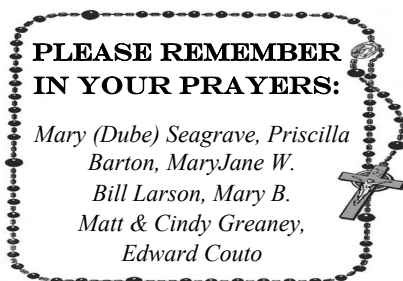 PLEASE REMEMBER
IN YOUR PRAYERS:
Mary (Dube) Seagrave, Priscilla
Barton, MaryJane W.
Bill Larson, Mary B.
Matt & Cindy Greaney,
Edward Couto